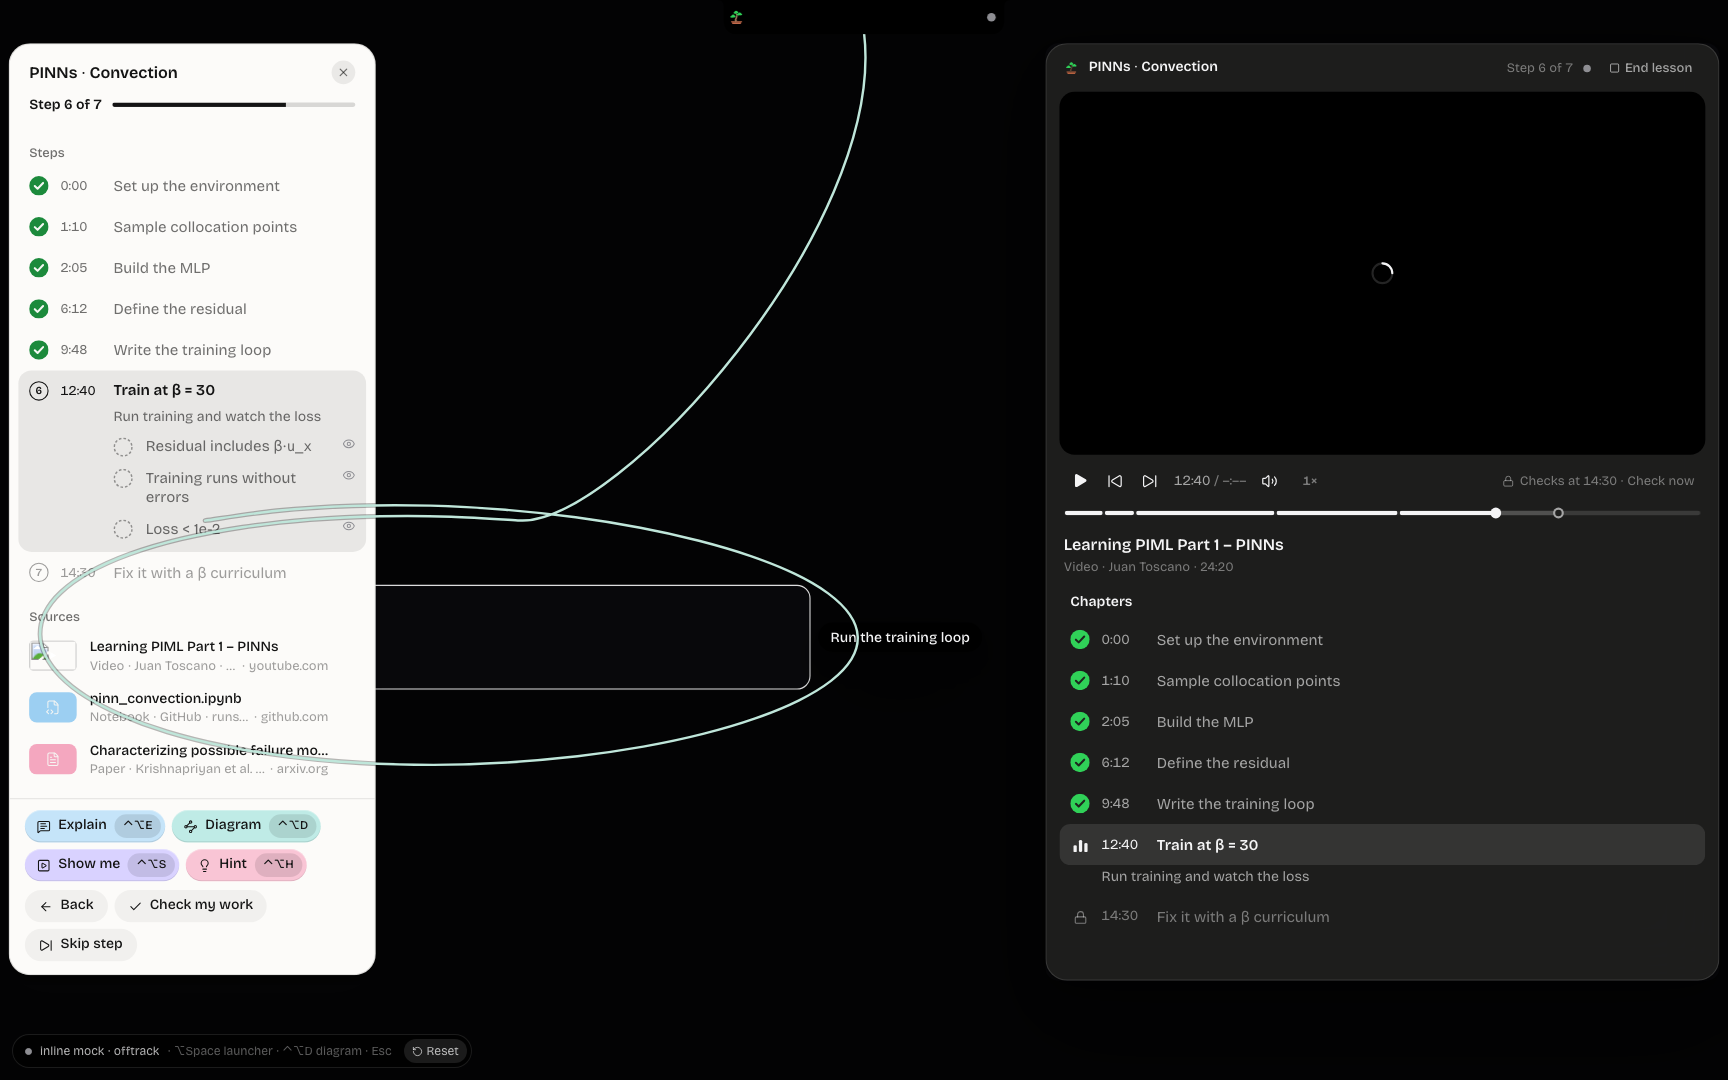 PINNs · Convection
Step 6 of 7
Steps
0:00 Set up the environment
1:10 Sample collocation points
2:05 Build the MLP
6:12 Define the residual
9:48 Write the training loop
6 12:40 Train at β = 30
Run training and watch the loss
Residual includes β·u_x
Training runs without
errors
Loss < 1e-2
7 14:30 Fix it with a β curriculum
Sources
Learning PIML Part 1 – PINNs
Video · Juan Toscano · ... · youtube.com
pinn_convection.ipynb
Notebook · GitHub · runs... · github.com
Characterizing possible failure mo...
Paper · Krishnapriyan et al. ... · arxiv.org
Explain ^⌥E
Diagram ^⌥D
Show me ^⌥S
Hint ^⌥H
Back
Check my work
Skip step
inline mock · offtrack · ⌥Space launcher · ^⌥D diagram · Esc
Reset
Run the training loop
PINNs · Convection
Step 6 of 7
End lesson
12:40 / –:––
1×
Checks at 14:30 · Check now
Learning PIML Part 1 – PINNs
Video · Juan Toscano · 24:20
Chapters
0:00 Set up the environment
1:10 Sample collocation points
2:05 Build the MLP
6:12 Define the residual
9:48 Write the training loop
12:40 Train at β = 30
Run training and watch the loss
14:30 Fix it with a β curriculum